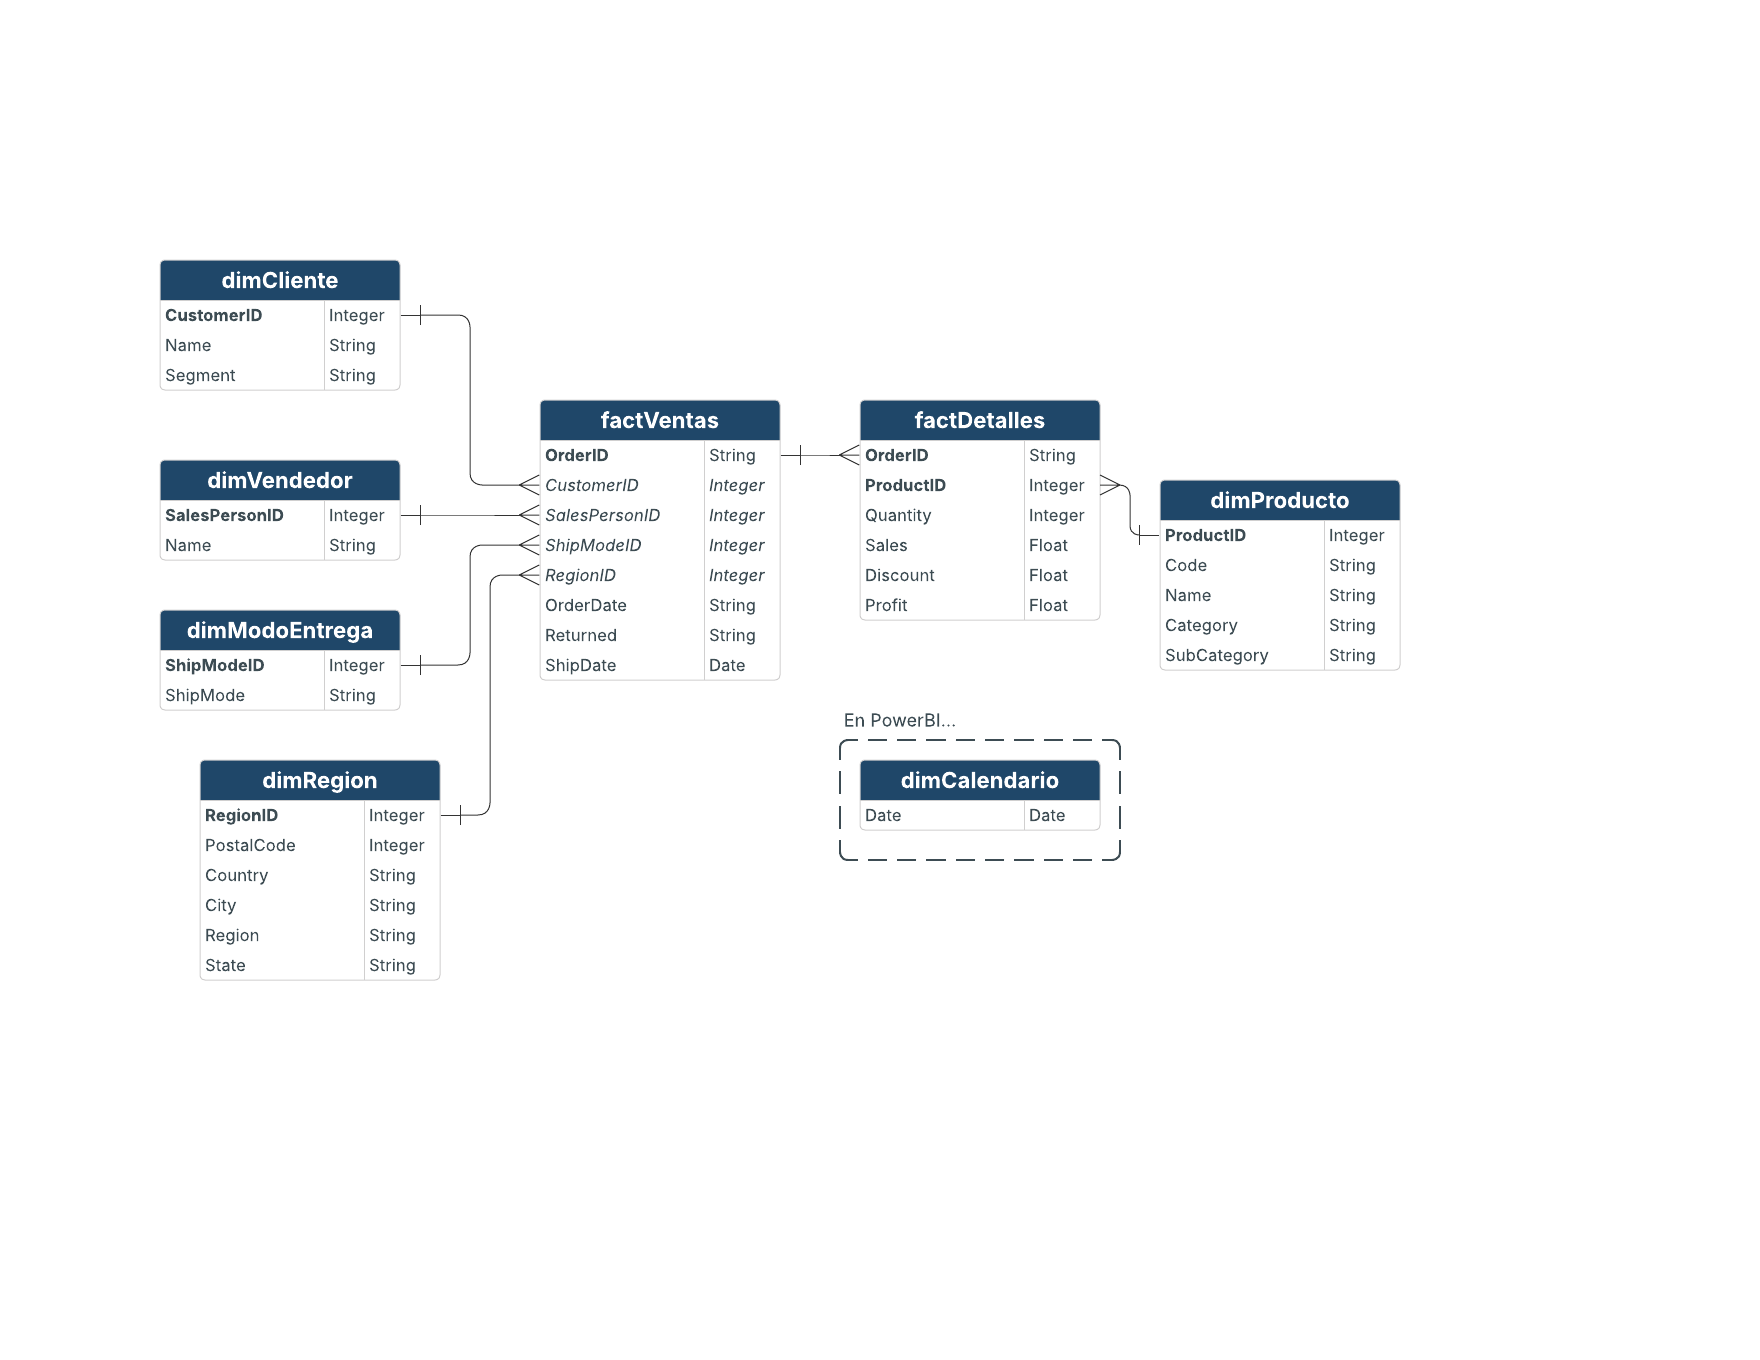 dimCliente
CustomerID Integer
Name String
Segment String
dimVendedor
SalesPersonID Integer
Name String
dimModoEntrega
ShipModeID Integer
ShipMode String
dimRegion
RegionID Integer
PostalCode Integer
Country String
City String
Region String
State String
factVentas
OrderID String
CustomerID Integer
SalesPersonID Integer
ShipModeID Integer
RegionID Integer
OrderDate String
Returned String
ShipDate Date
factDetalles
OrderID String
ProductID Integer
Quantity Integer
Sales Float
Discount Float
Profit Float
dimProducto
ProductID Integer
Code String
Name String
Category String
SubCategory String
En PowerBI...
dimCalendario
Date Date